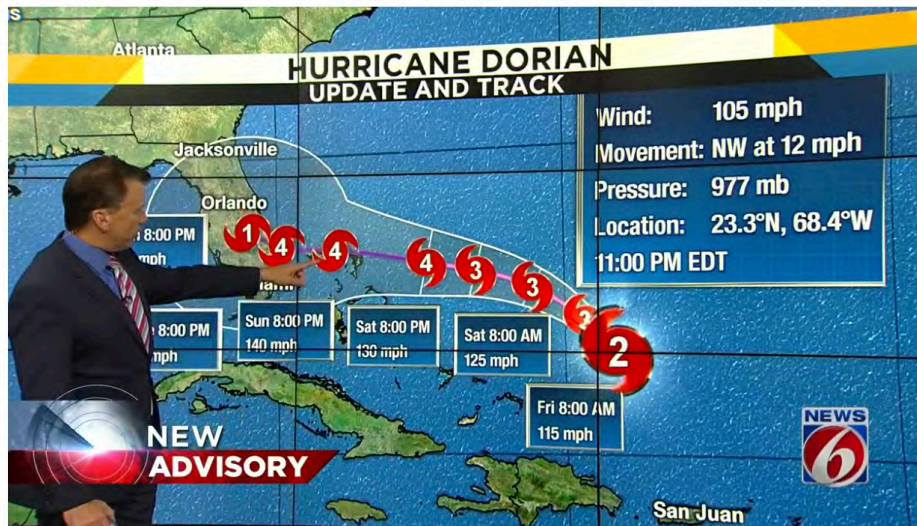 Atlanta
HURRICANE DORIAN
UPDATE AND TRACK
Wind: 105 mph
Movement: NW at 12 mph
Pressure: 977 mb
Location: 23.3°N, 68.4°W
11:00 PM EDT
Jacksonville
Orlando
1
4
4
4
3
3
2
2
8:00 PM
mph
8:00 PM
mph
Sun 8:00 PM
140 mph
Sat 8:00 PM
130 mph
Sat 8:00 AM
125 mph
Fri 8:00 AM
115 mph
NEW
ADVISORY
NEWS
6
San Juan